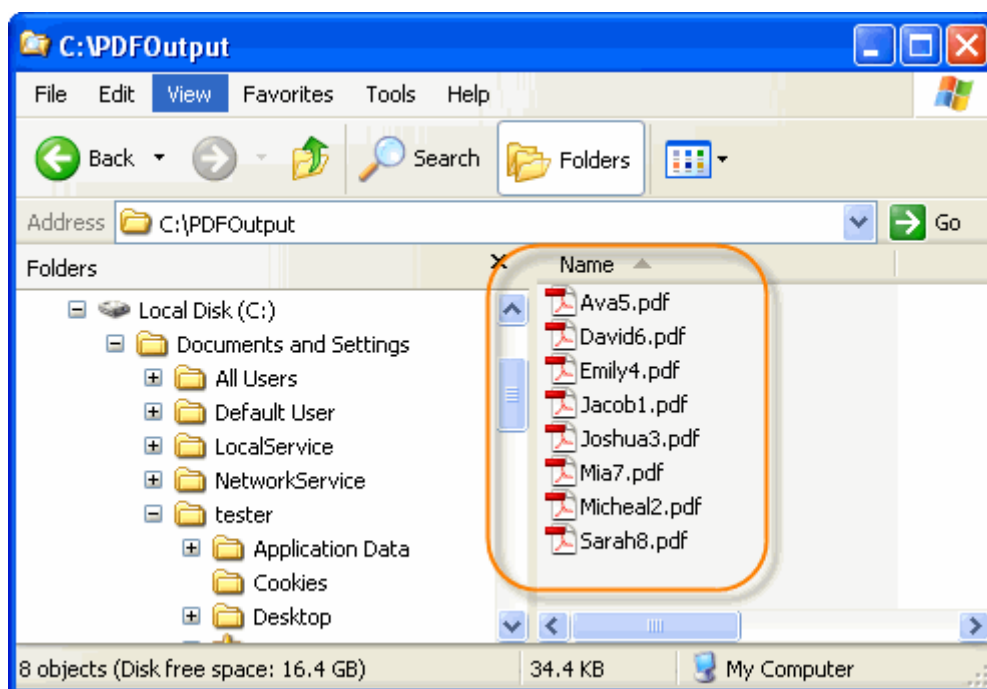 C:\PDFOutput
File Edit View Favorites Tools Help
Back Search Folders
Address C:\PDFOutput Go
Folders x Name
Local Disk (C:)
Documents and Settings
All Users
Default User
LocalService
NetworkService
tester
Application Data
Cookies
Desktop
Ava5.pdf
David6.pdf
Emily4.pdf
Jacob1.pdf
Joshua3.pdf
Mia7.pdf
Micheal2.pdf
Sarah8.pdf
8 objects (Disk free space: 16.4 GB) 34.4 KB My Computer